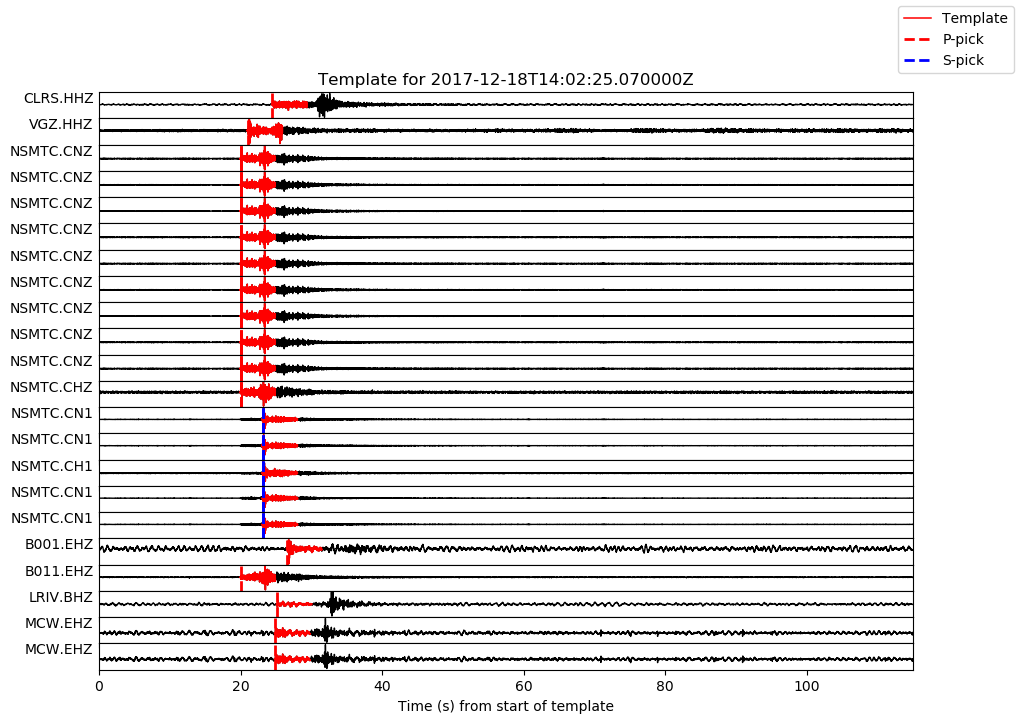 Template
P-pick
S-pick
Template for 2017-12-18T14:02:25.070000Z
CLRS.HHZ
VGZ.HHZ
NSMTC.CNZ
NSMTC.CNZ
NSMTC.CNZ
NSMTC.CNZ
NSMTC.CNZ
NSMTC.CNZ
NSMTC.CNZ
NSMTC.CNZ
NSMTC.CNZ
NSMTC.CHZ
NSMTC.CN1
NSMTC.CN1
NSMTC.CH1
NSMTC.CN1
NSMTC.CN1
B001.EHZ
B011.EHZ
LRIV.BHZ
MCW.EHZ
MCW.EHZ
0 20 40 60 80 100
Time (s) from start of template